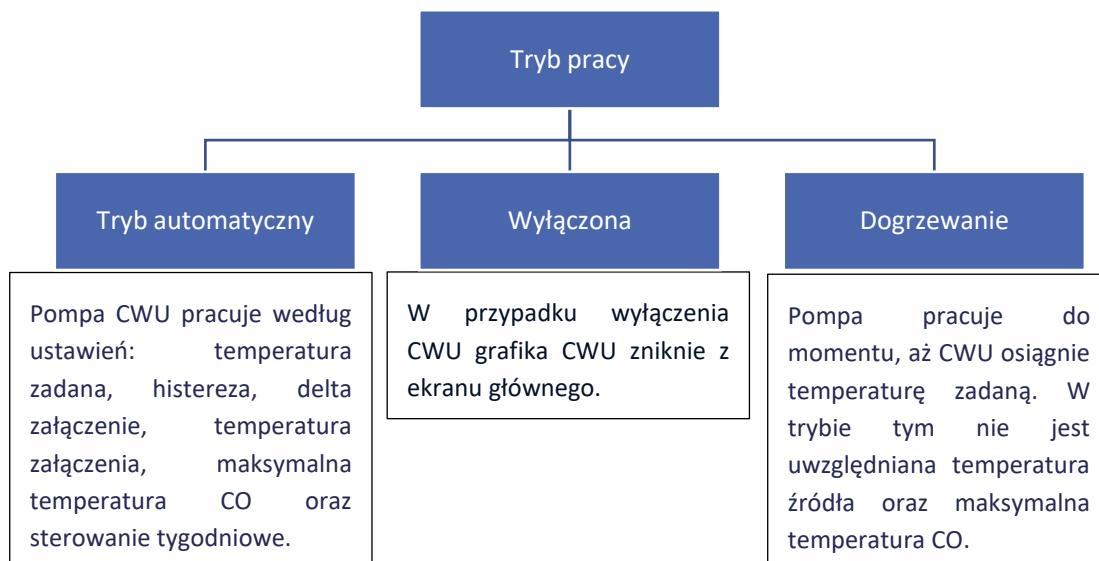 Tryb pracy
Tryb automatyczny
Pompa CWU pracuje według
ustawień: temperatura
zadana, histereza, delta
załączenie, temperatura
załączenia, maksymalna
temperatura CO oraz
sterowanie tygodniowe.
Wyłączona
W przypadku wyłączenia
CWU grafika CWU zniknie z
ekranu głównego.
Dogrzewanie
Pompa pracuje do
momentu, aż CWU osiągnie
temperaturę zadaną. W
trybie tym nie jest
uwzględniana temperatura
źródła oraz maksymalna
temperatura CO.